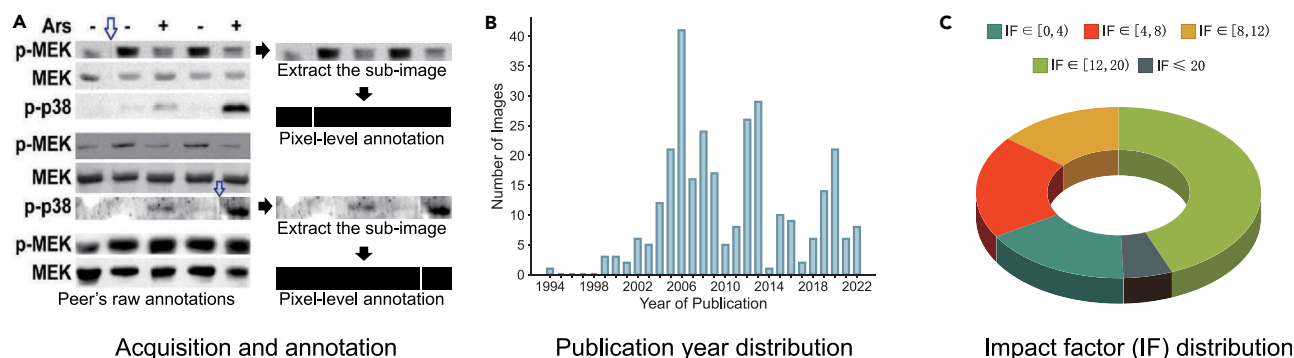 A
Ars - - + - +
p-MEK
MEK
p-p38
p-MEK
MEK
p-p38
p-MEK
MEK
Peer's raw annotations
Extract the sub-image
Pixel-level annotation
Extract the sub-image
Pixel-level annotation
Acquisition and annotation
B
Number of Images
40
35
30
25
20
15
10
5
0
1994 1998 2002 2006 2010 2014 2018 2022
Year of Publication
Publication year distribution
C
IF ∈ [0, 4) IF ∈ [4, 8) IF ∈ [8, 12)
IF ∈ [12, 20) IF ⩽ 20
Impact factor (IF) distribution